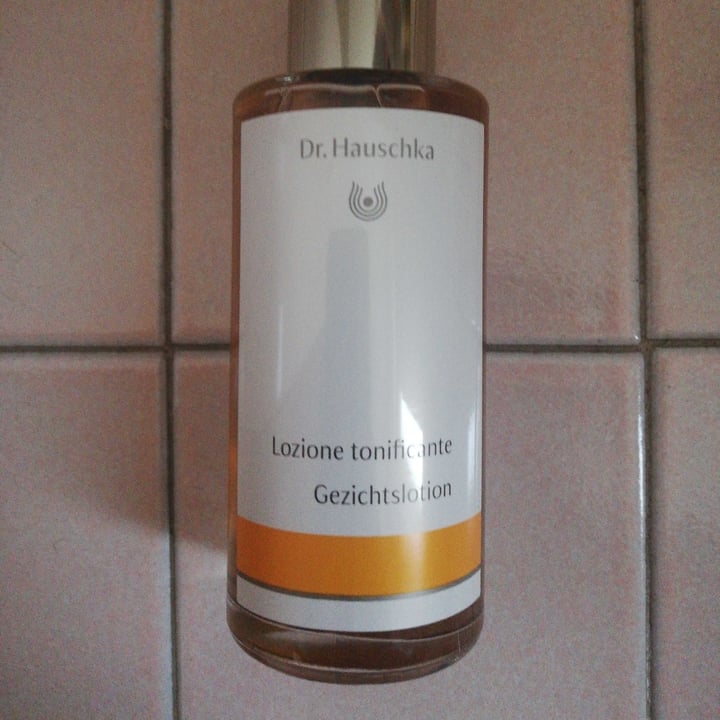 Dr. Hauschka
Lozione tonificante
Gezichtslotion